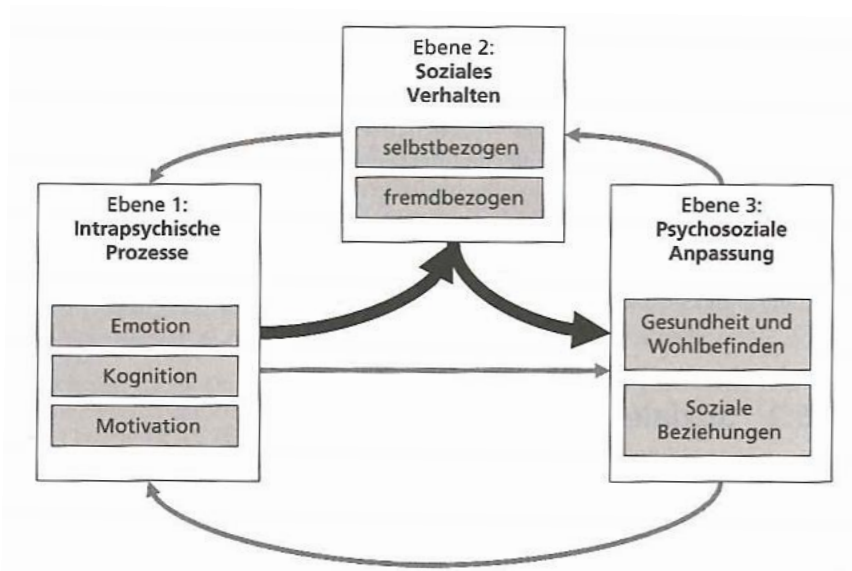 Ebene 2:
Soziales
Verhalten
selbstbezogen
fremdbezogen
Ebene 1:
Intrapsychische
Prozesse
Emotion
Kognition
Motivation
Ebene 3:
Psychosoziale
Anpassung
Gesundheit und
Wohlbefinden
Soziale
Beziehungen